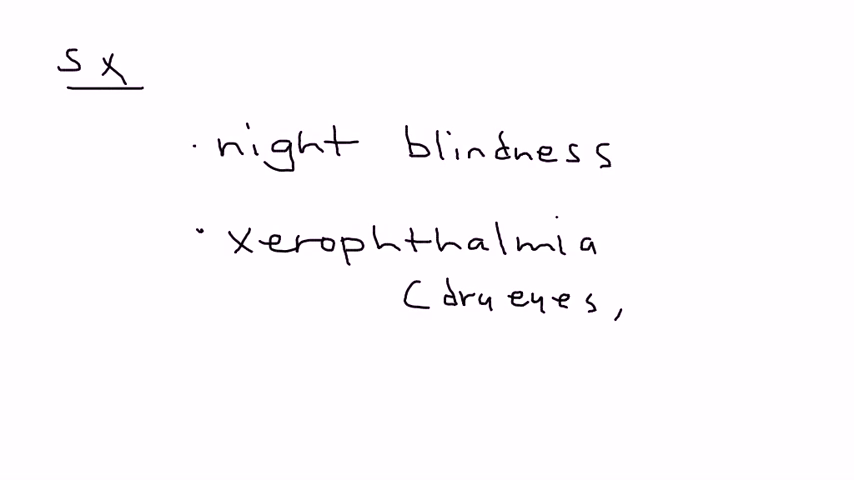 Sx
· night blindness
· xerophthalmia
(dry eyes,